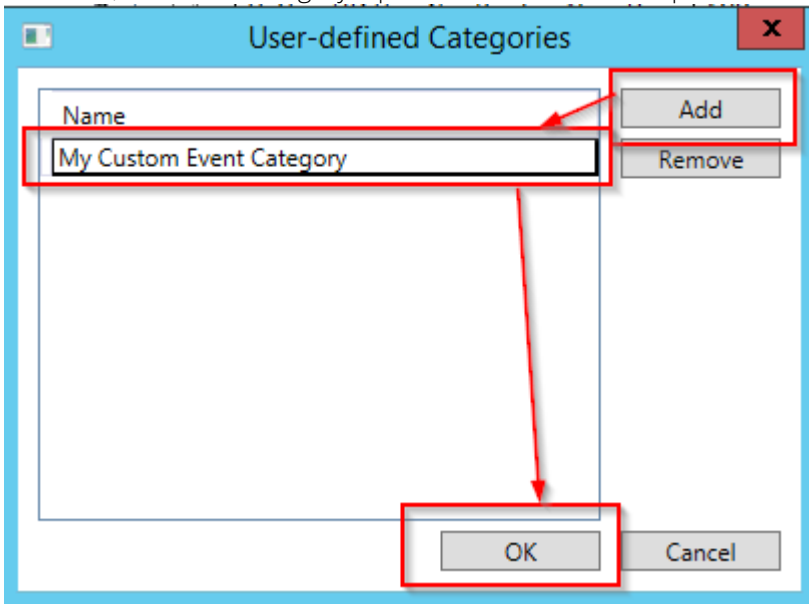 User-defined Categories
x
Name
Add
My Custom Event Category
Remove
OK
Cancel